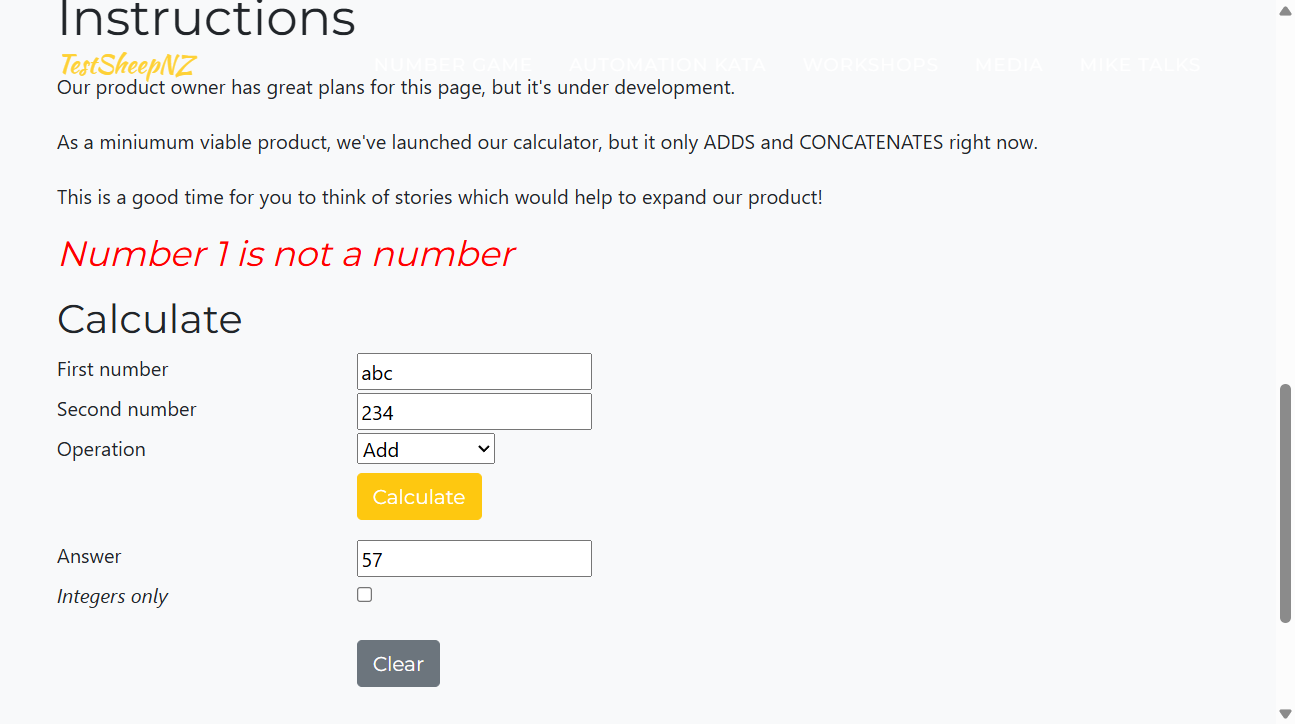 Instructions
TestSheepNZ
NUMBER GAME AUTOMATION KATA WORKSHOPS MEDIA MIKE TALKS
Our product owner has great plans for this page, but it's under development.
As a miniumum viable product, we've launched our calculator, but it only ADDS and CONCATENATES right now.
This is a good time for you to think of stories which would help to expand our product!
Number 1 is not a number
Calculate
First number abc
Second number 234
Operation Add
Calculate
Answer 57
Integers only
Clear